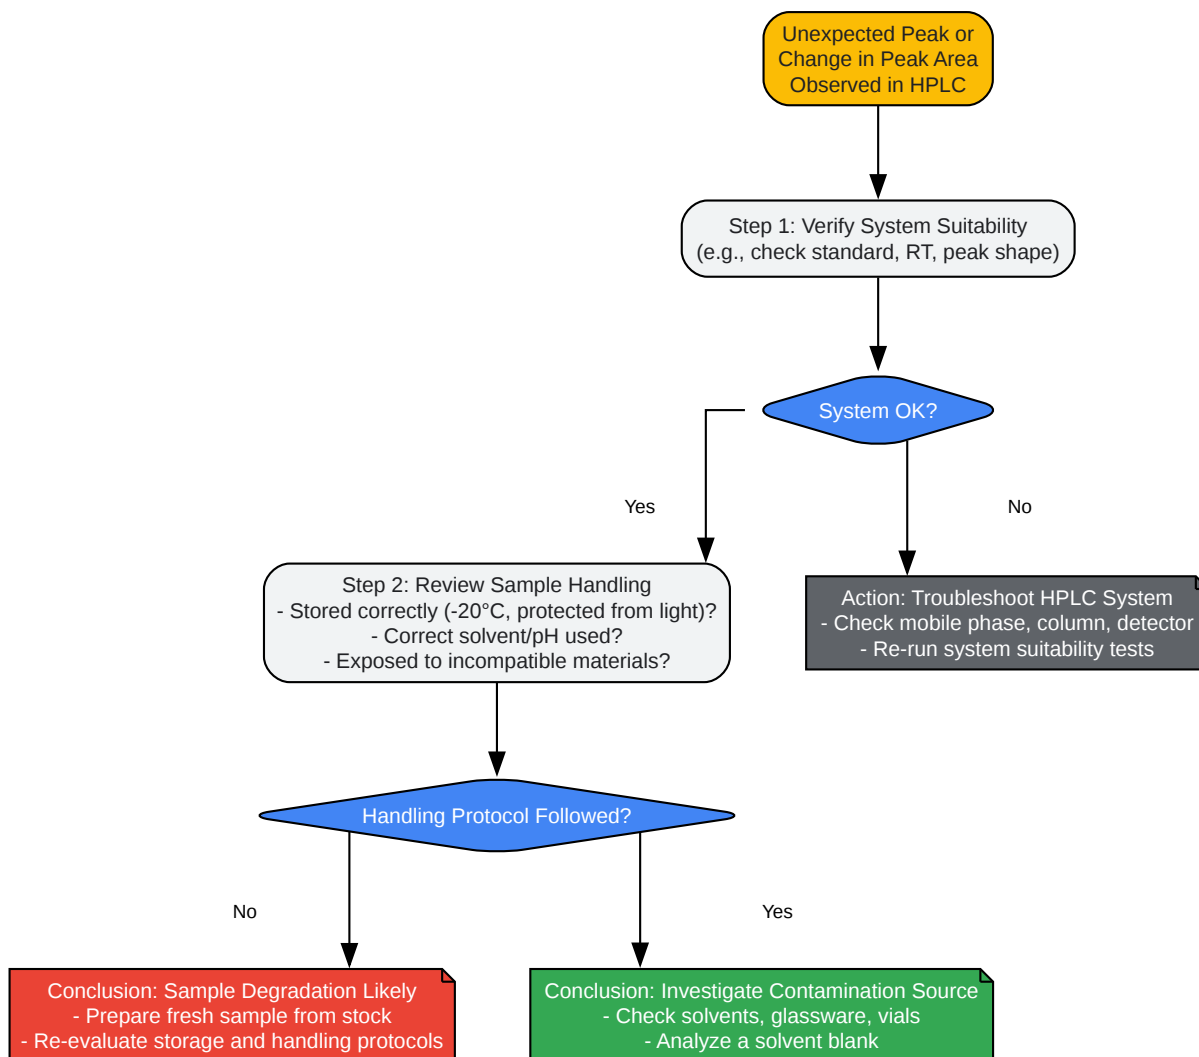 Unexpected Peak or
Change in Peak Area
Observed in HPLC
Step 1: Verify System Suitability
(e.g., check standard, RT, peak shape)
System OK?
Yes
No
Step 2: Review Sample Handling
- Stored correctly (-20°C, protected from light)?
- Correct solvent/pH used?
- Exposed to incompatible materials?
Action: Troubleshoot HPLC System
- Check mobile phase, column, detector
- Re-run system suitability tests
Handling Protocol Followed?
No
Yes
Conclusion: Sample Degradation Likely
- Prepare fresh sample from stock
- Re-evaluate storage and handling protocols
Conclusion: Investigate Contamination Source
- Check solvents, glassware, vials
- Analyze a solvent blank